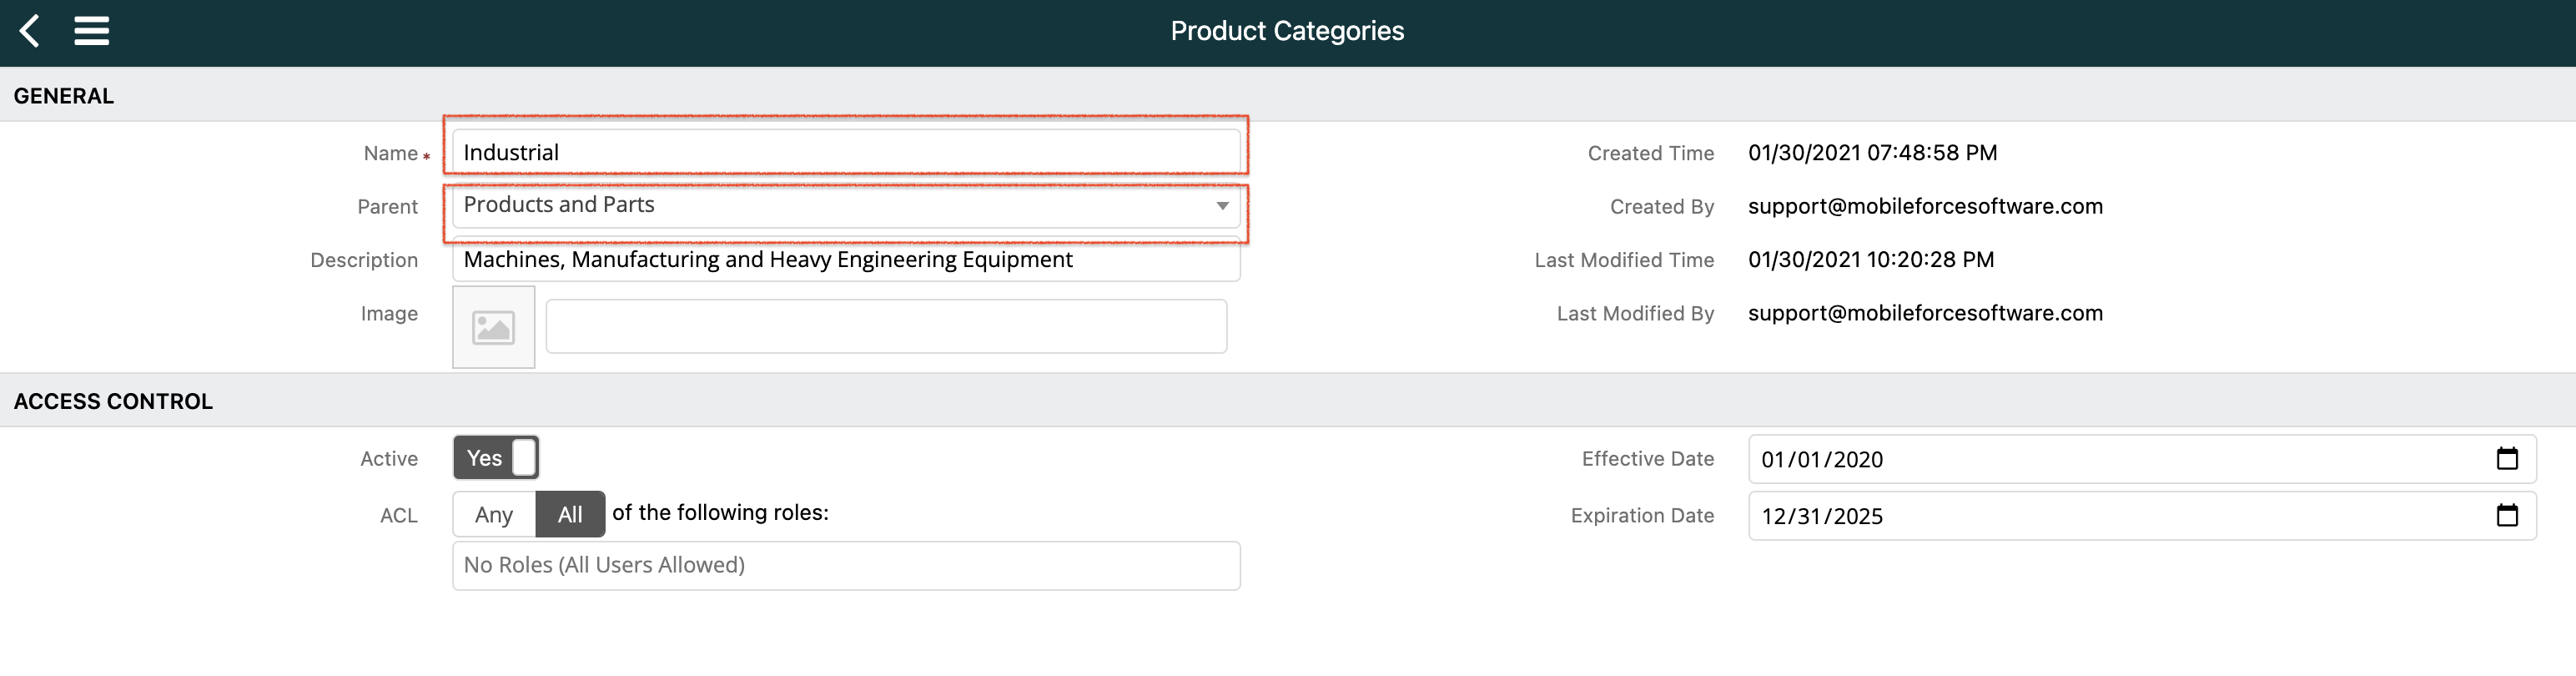 Product Categories
GENERAL
Name * Industrial
Parent Products and Parts
Description Machines, Manufacturing and Heavy Engineering Equipment
Image
Created Time 01/30/2021 07:48:58 PM
Created By support@mobileforcesoftware.com
Last Modified Time 01/30/2021 10:20:28 PM
Last Modified By support@mobileforcesoftware.com
ACCESS CONTROL
Active Yes
ACL Any All of the following roles:
No Roles (All Users Allowed)
Effective Date 01/01/2020
Expiration Date 12/31/2025